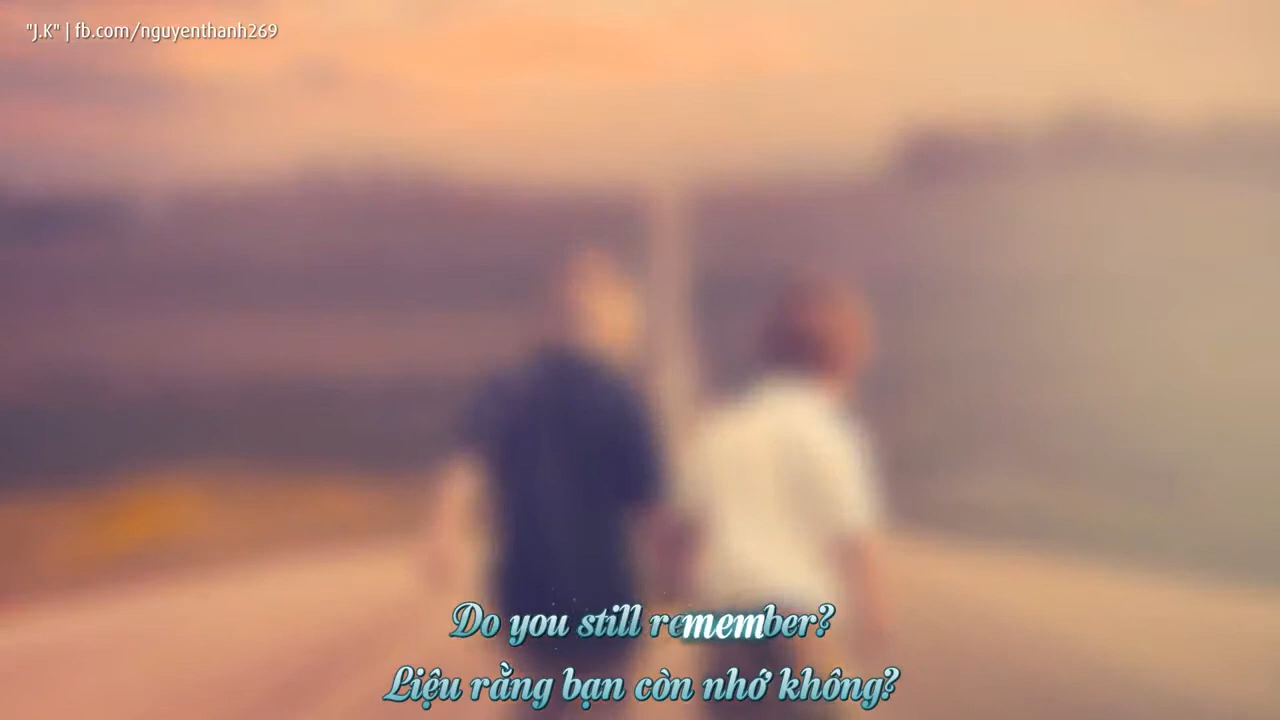 "J.K" | fb.com/nguyenthanh269
Do you still remember?
Liệu rằng bạn còn nhớ không?